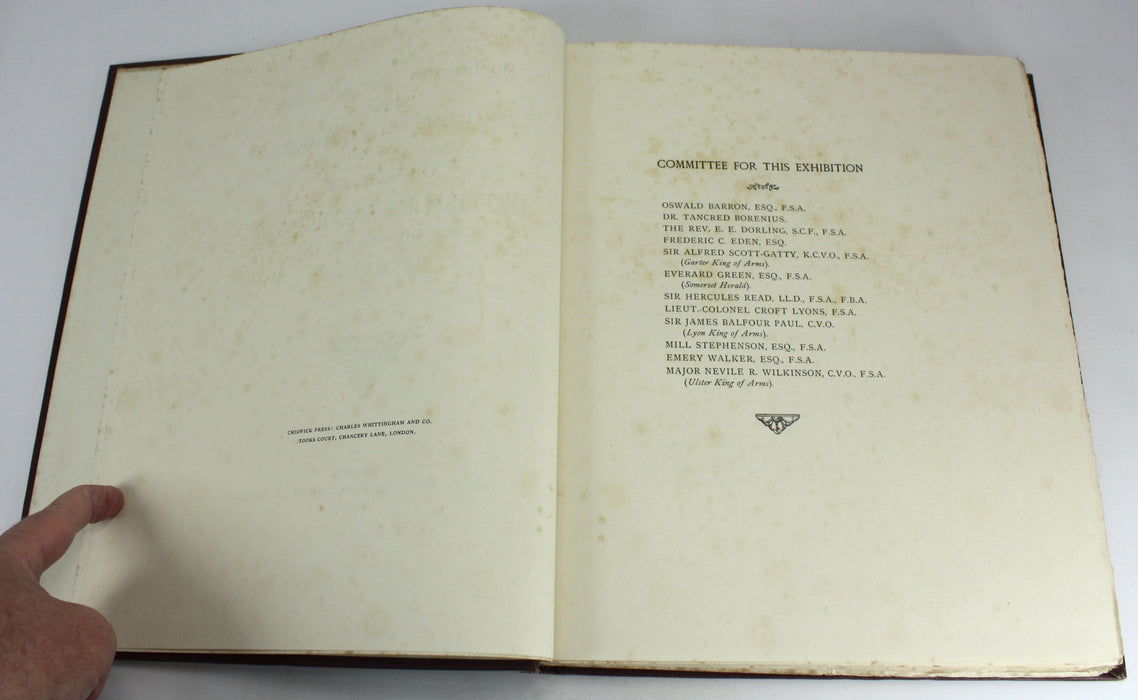 CHISWICK PRESS: CHARLES WHITTINGHAM AND CO.
TOOKS COURT, CHANCERY LANE, LONDON.
COMMITTEE FOR THIS EXHIBITION
OSWALD BARRON, ESQ., F.S.A.
DR. TANCRED BORENIUS.
THE REV. E. E. DORLING, S.C.F., F.S.A.
FREDERIC C. EDEN, ESQ.
SIR ALFRED SCOTT-GATTY, K.C.V.O., F.S.A.
(Garter King of Arms).
EVERARD GREEN, ESQ., F.S.A.
(Somerset Herald).
SIR HERCULES READ, LL.D., F.S.A., F.B.A.
LIEUT.-COLONEL CROFT LYONS, F.S.A.
SIR JAMES BALFOUR PAUL, C.V.O.
(Lyon King of Arms).
MILL STEPHENSON, ESQ., F.S.A.
EMERY WALKER, ESQ., F.S.A.
MAJOR NEVILE R. WILKINSON, C.V.O., F.S.A.
(Ulster King of Arms).